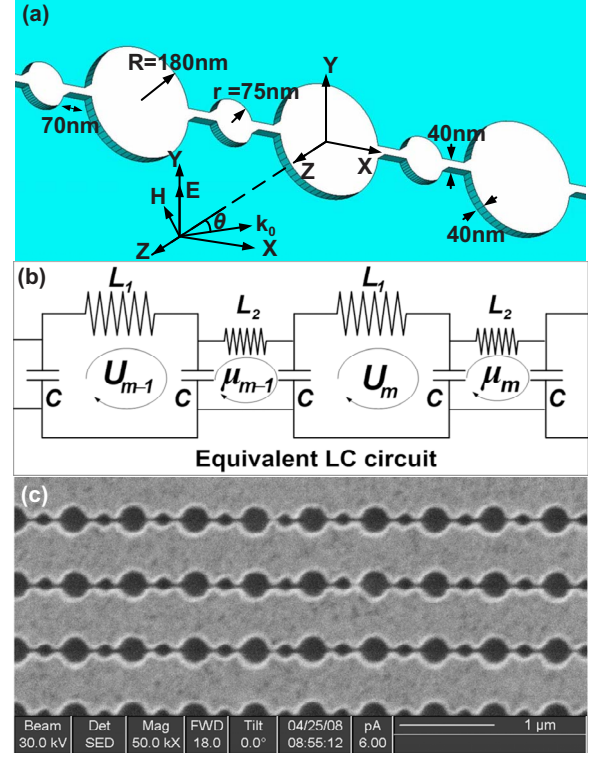 (a)
R=180nm
r =75nm
Y
70nm
40nm
Y
Z
X
E
H
θ
k0
40nm
Z
X
(b)
L1
L2
L1
L2
Um−1
μm−1
Um
μm
C
C
C
C
C
Equivalent LC circuit
(c)
Beam Det Mag FWD Tilt 04/25/08 pA 1 µm
30.0 kV SED 50.0 kX 18.0 0.0° 08:55:12 6.00